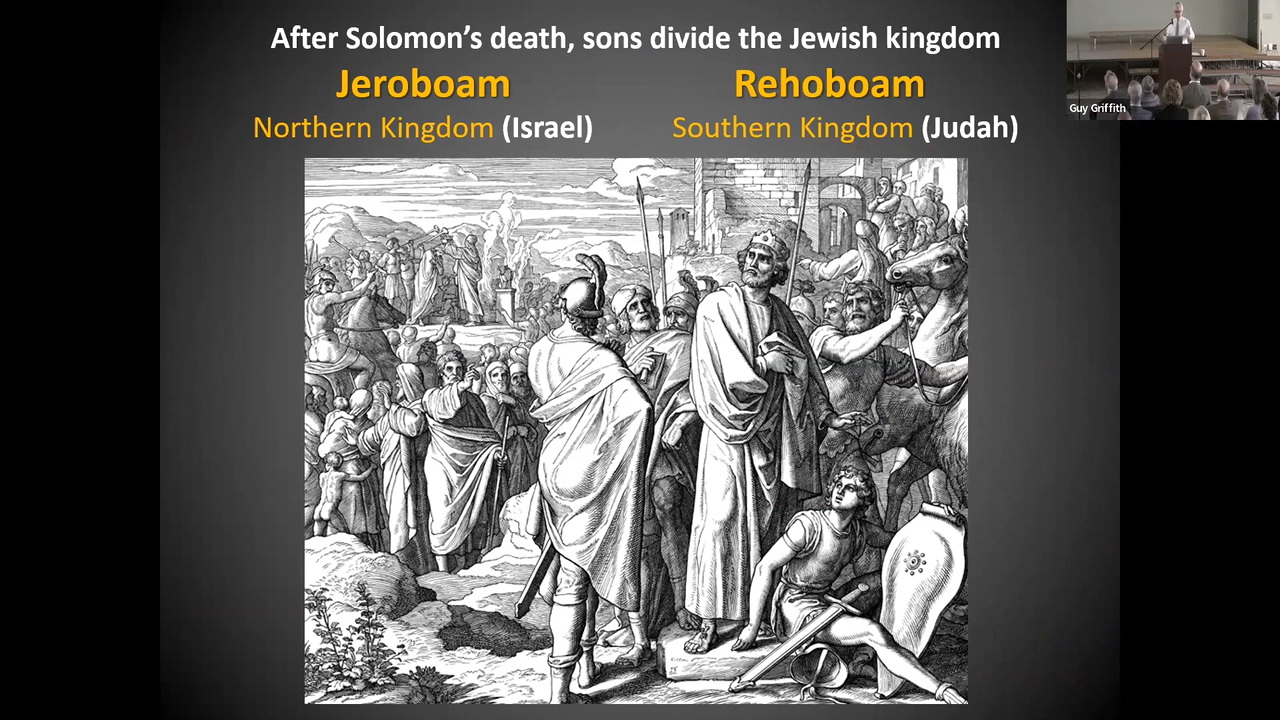 After Solomon’s death, sons divide the Jewish kingdom
Jeroboam
Rehoboam
Northern Kingdom (Israel)
Southern Kingdom (Judah)
Guy Griffith